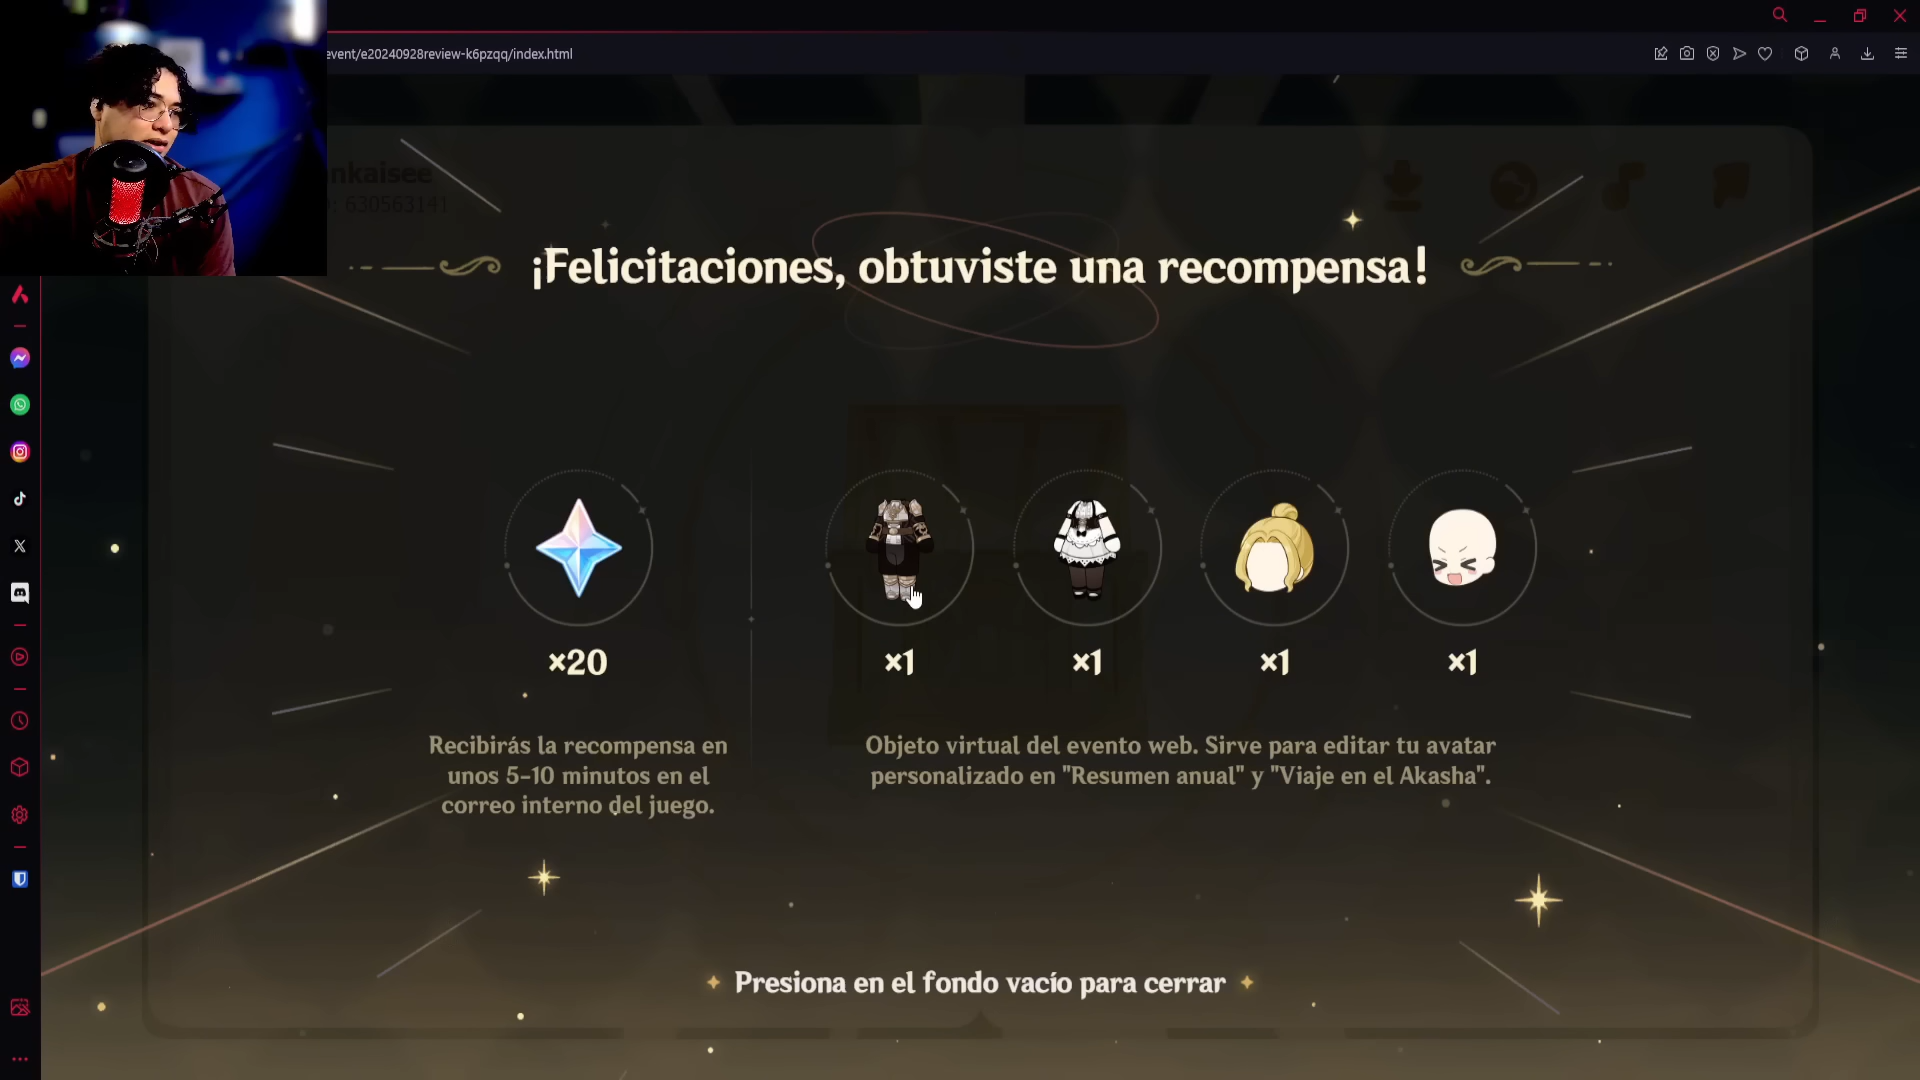 event/e20240928review-k6pzqq/index.html
nkaisee
: 630563141
¡Felicitaciones, obtuviste una recompensa!
×20
×1
×1
×1
×1
Recibirás la recompensa en
unos 5-10 minutos en el
correo interno del juego.
Objeto virtual del evento web. Sirve para editar tu avatar
personalizado en "Resumen anual" y "Viaje en el Akasha".
Presiona en el fondo vacío para cerrar